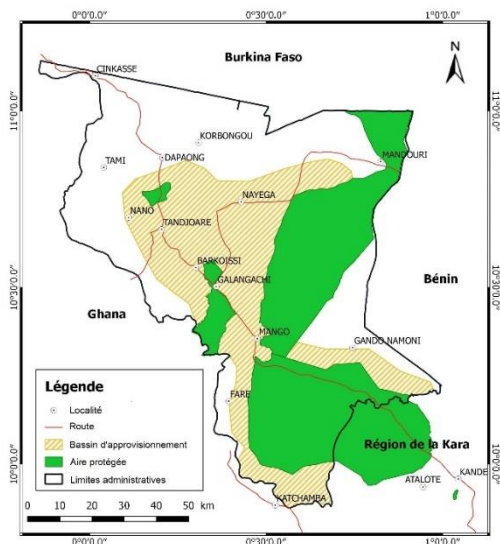 0°0'0.0" 0°30'0.0" 1°0'0.0"
Burkina Faso
N
CINKASSE
11°0'0.0" 11°0'0.0"
KORBONGOU
DAPAONG
MANDOURI
TAMI
NAYEGA
NANO
TANDJOARE
BARKOISSI
Bénin
GALANGACHI
10°30'0.0" 10°30'0.0"
Ghana
MANGO
GANDO NAMONI
Légende
Localité
Route
Bassin d'approvisionnement
Aire protégée
Limites administratives
FARE
Région de la Kara
KANDE
ATALOTE
10°0'0.0" 10°0'0.0"
KATCHAMBA
0 10 20 30 40 50 km
0°0'0.0" 0°30'0.0" 1°0'0.0"